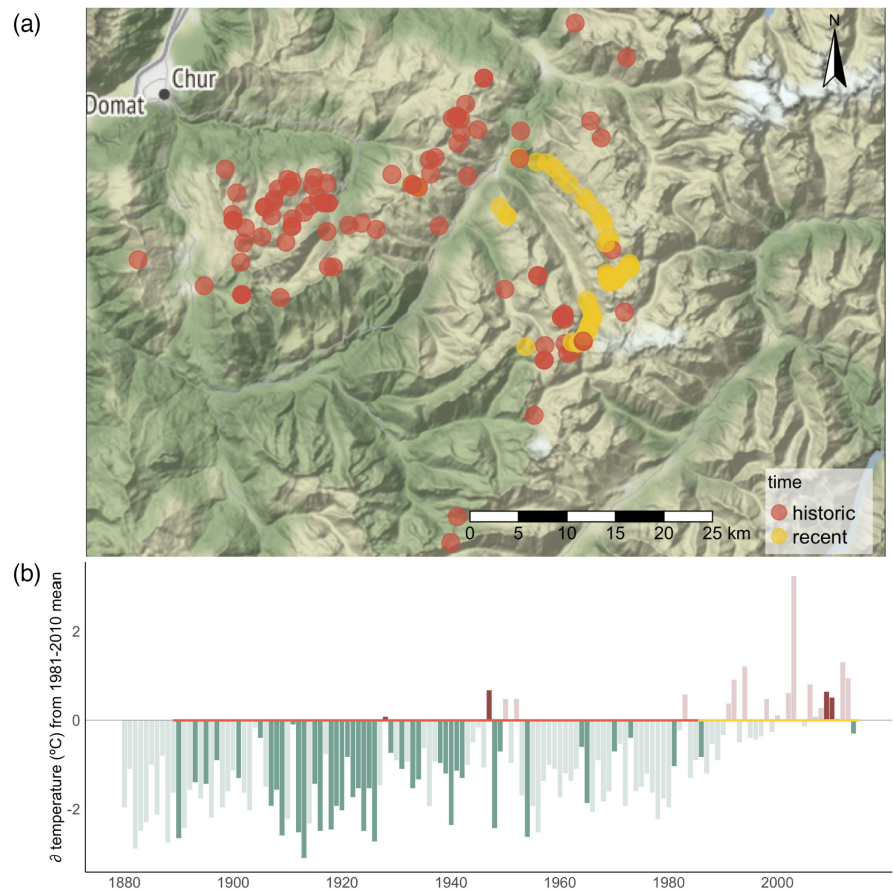 (a)
N
Chur
Domat
time
historic
recent
0 5 10 15 20 25 km
(b)
∂ temperature (ºC) from 1981-2010 mean
2
0
-2
1880 1900 1920 1940 1960 1980 2000